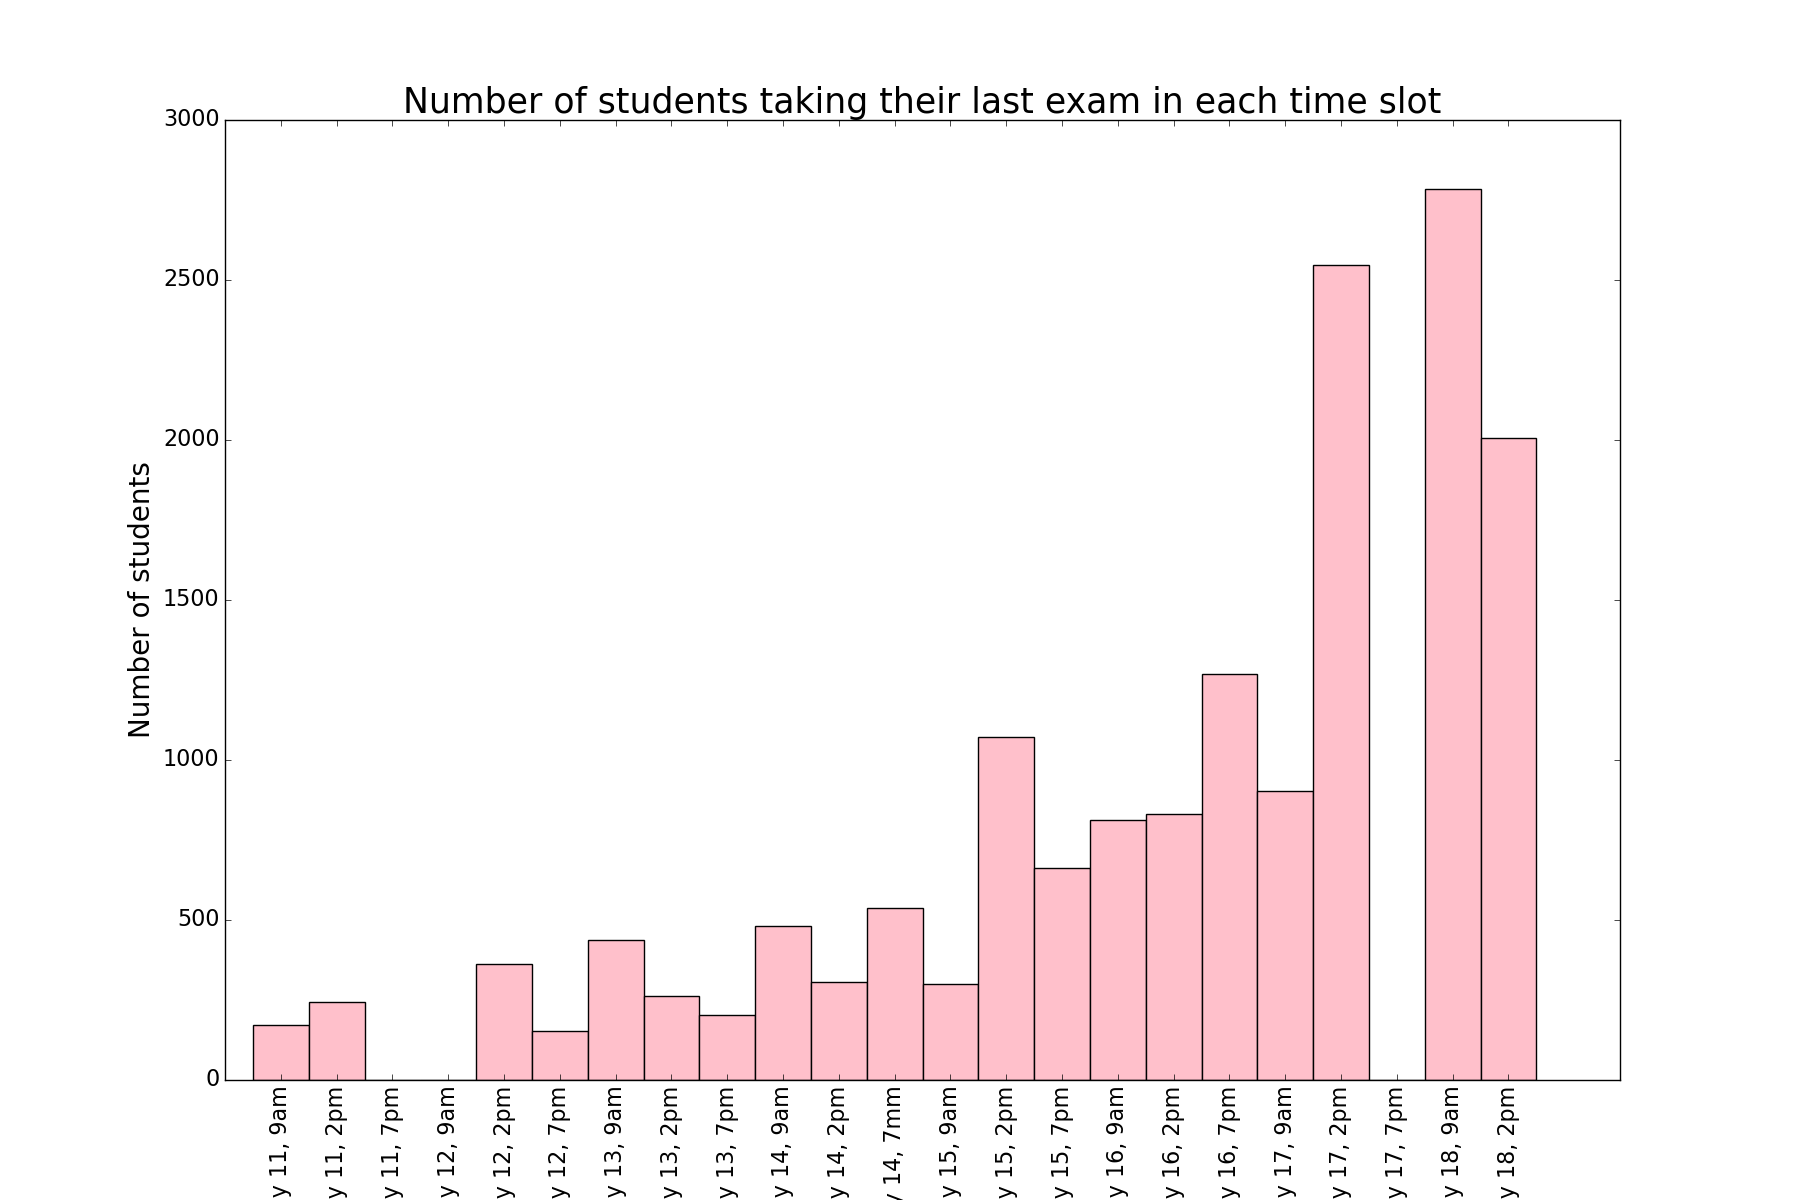 Number of students taking their last exam in each time slot
3000
2500
2000
1500
1000
500
0
Number of students
y 11, 9am
y 11, 2pm
y 11, 7pm
y 12, 9am
y 12, 2pm
y 12, 7pm
y 13, 9am
y 13, 2pm
y 13, 7pm
y 14, 9am
y 14, 2pm
y 14, 7mm
y 15, 9am
y 15, 2pm
y 15, 7pm
y 16, 9am
y 16, 2pm
y 16, 7pm
y 17, 9am
y 17, 2pm
y 17, 7pm
y 18, 9am
y 18, 2pm